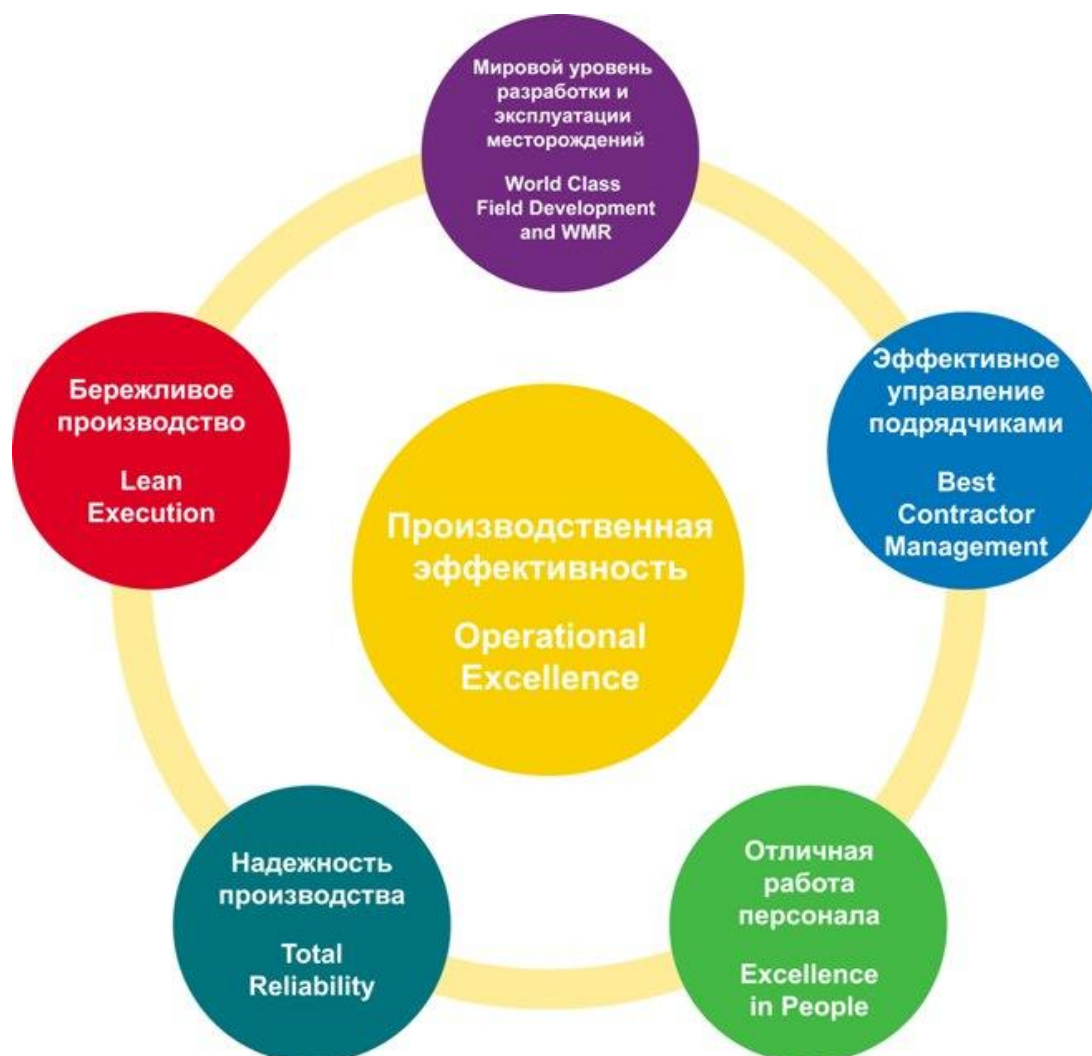 Мировой уровень
разработки и
эксплуатации
месторождений
World Class
Field Development
and WMR
Бережливое
производство
Lean
Execution
Эффективное
управление
подрядчиками
Best
Contractor
Management
Производственная
эффективность
Operational
Excellence
Надежность
производства
Total
Reliability
Отличная
работа
персонала
Excellence
in People